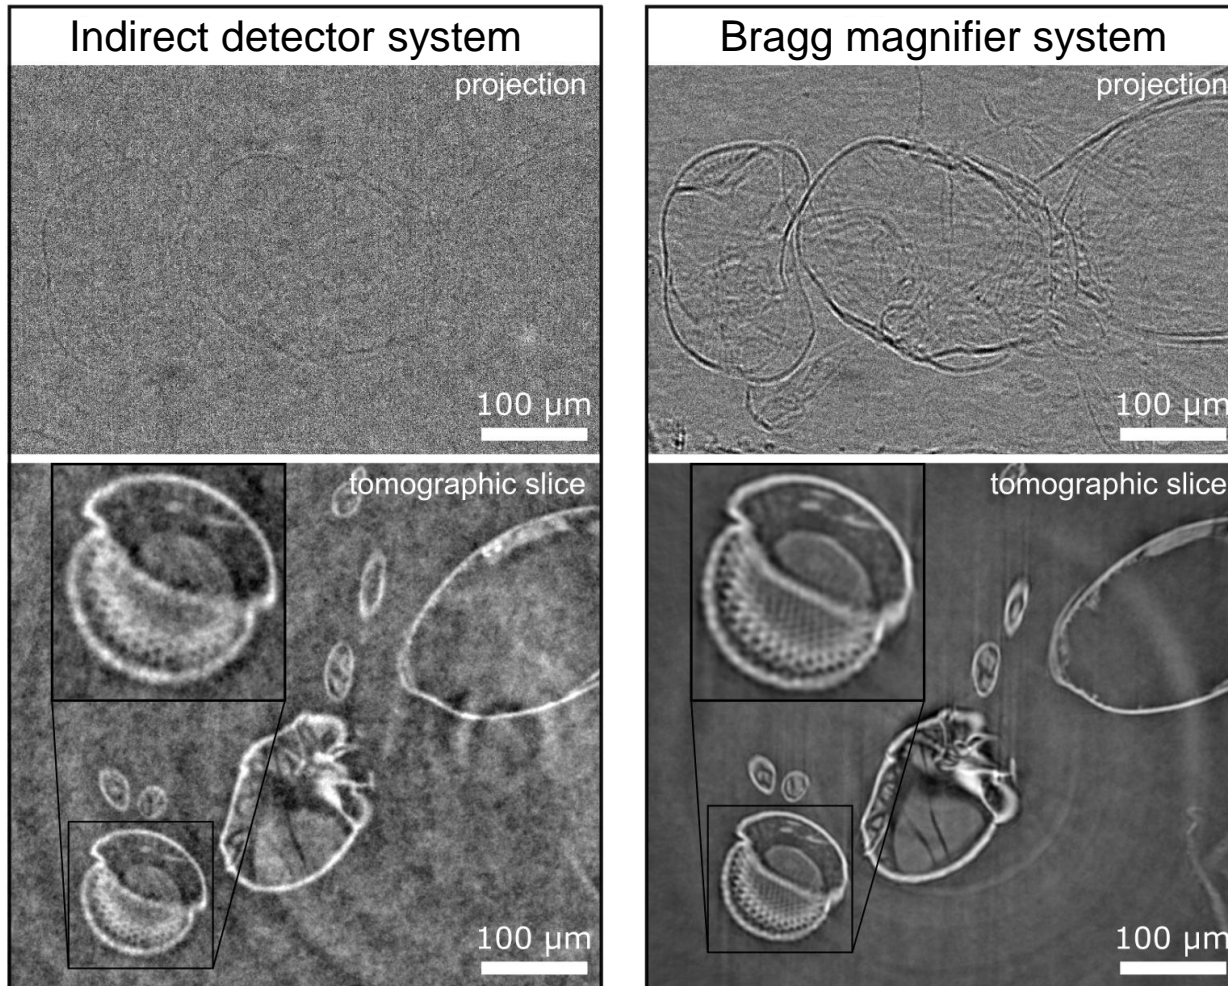 Indirect detector system
projection
100 µm
tomographic slice
100 µm
Bragg magnifier system
projection
100 µm
tomographic slice
100 µm